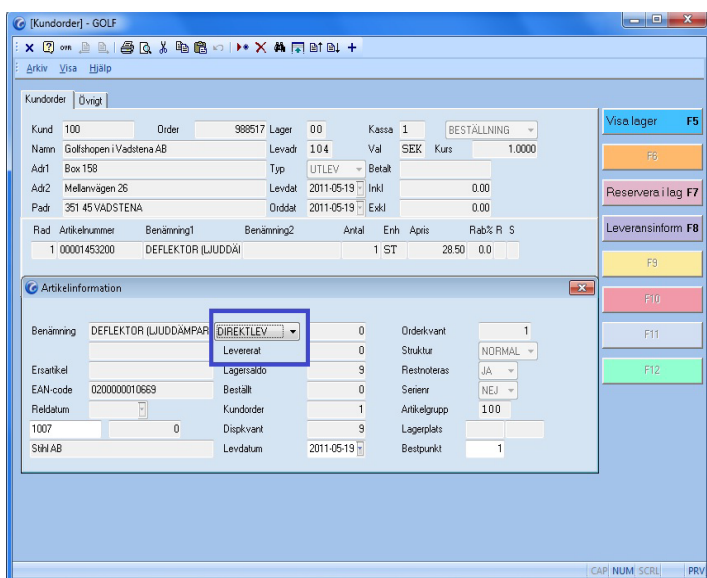 [Kundorder] - GOLF
Arkiv Visa Hjälp
Kundorder Övrigt
Kund 100 Order 988517 Lager 00 Kassa 1 BESTÄLLNING
Namn Golfshopen i Vadstena AB Levadr 104 Val SEK Kurs 1.0000
Adr1 Box 158 Typ UTLEV Betalt
Adr2 Mellanvägen 26 Levdat 2011-05-19 Inkl 0.00
Padr 351 45 VADSTENA Orddat 2011-05-19 Exkl 0.00
Rad Artikelnummer Benämning1 Benämning2 Antal Enh Apris Rab% R S
1 00001453200 DEFLEKTOR (LJUDDÄI 1 ST 28.50 0.0
Visa lager F5
F6
Reservera i lag F7
Leveransinform F8
F9
F10
F11
F12
Artikelinformation
Benämning DEFLEKTOR (LJUDDÄMPAR DIREKTLEV 0 Orderkvant 1
Levererat 0 Struktur NORMAL
Ersartikel Lagersaldo 9 Restnoteras JA
EAN-code 0200000010669 Beställt 0 Serienr NEJ
Reldatum Kundorder 1 Artikelgrupp 100
1007 0 Dispkvant 9 Lagerplats
Stihl AB Levdatum 2011-05-19 Bestpunkt 1
CAP NUM SCRL PRV